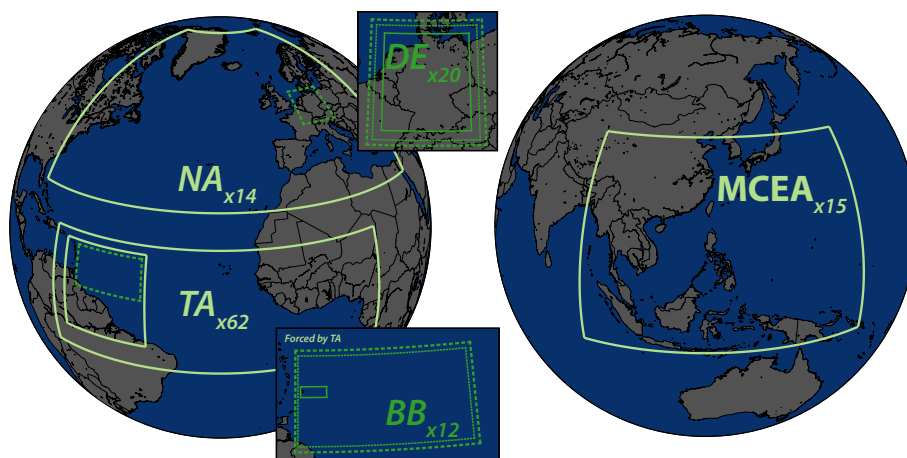 DE
x20
NA
x14
MCEA
x15
TA
x62
Forced by TA
BB
x12